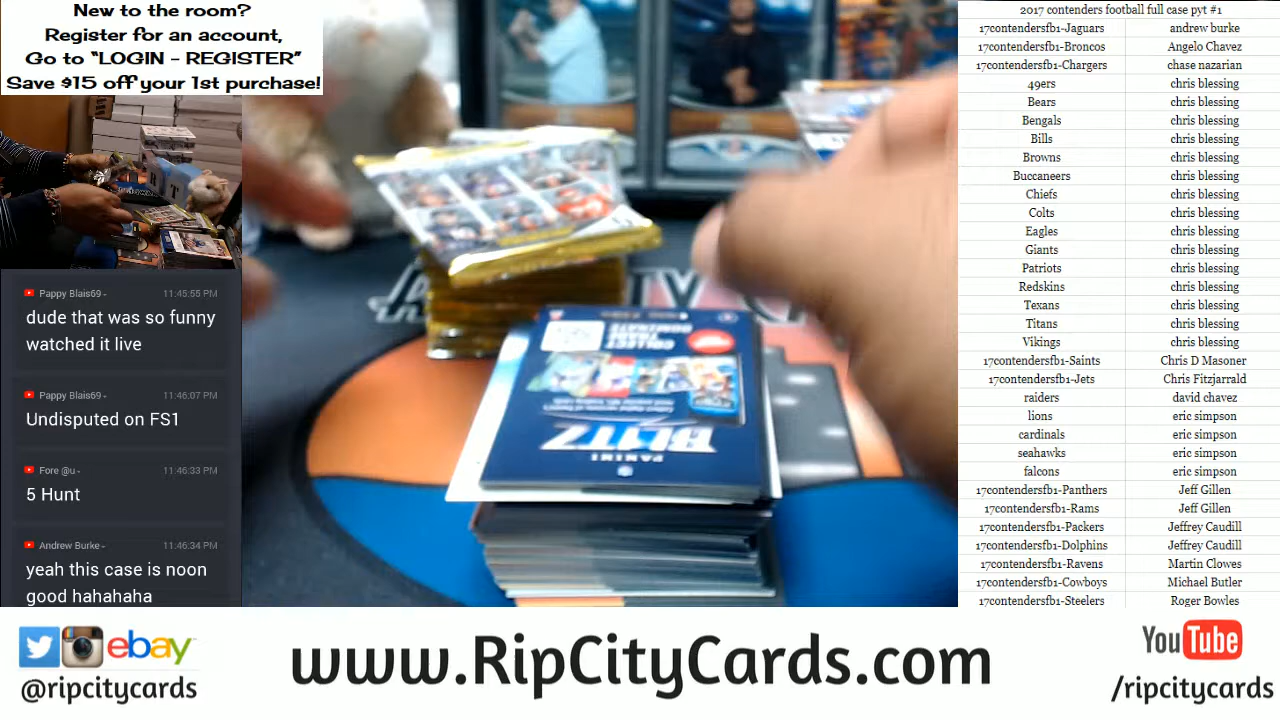 New to the room?
Register for an account,
Go to “LOGIN - REGISTER”
Save $15 off your 1st purchase!
Pappy Blais69 - 11:45:55 PM
dude that was so funny
watched it live
Pappy Blais69 - 11:46:07 PM
Undisputed on FS1
Fore @u - 11:46:33 PM
5 Hunt
Andrew Burke - 11:46:34 PM
yeah this case is noon
good hahahaha
COLLECT
TRADE
DOMINATE
PANINI
BLITZ
2017 contenders football full case pyt #1
17contendersfb1-Jaguars andrew burke
17contendersfb1-Broncos Angelo Chavez
17contendersfb1-Chargers chase nazarian
49ers chris blessing
Bears chris blessing
Bengals chris blessing
Bills chris blessing
Browns chris blessing
Buccaneers chris blessing
Chiefs chris blessing
Colts chris blessing
Eagles chris blessing
Giants chris blessing
Patriots chris blessing
Redskins chris blessing
Texans chris blessing
Titans chris blessing
Vikings chris blessing
17contendersfb1-Saints Chris D Masoner
17contendersfb1-Jets Chris Fitzjarrald
raiders david chavez
lions eric simpson
cardinals eric simpson
seahawks eric simpson
falcons eric simpson
17contendersfb1-Panthers Jeff Gillen
17contendersfb1-Rams Jeff Gillen
17contendersfb1-Packers Jeffrey Caudill
17contendersfb1-Dolphins Jeffrey Caudill
17contendersfb1-Ravens Martin Clowes
17contendersfb1-Cowboys Michael Butler
17contendersfb1-Steelers Roger Bowles
ebay
@ripcitycards
www.RipCityCards.com
YouTube
/ripcitycards